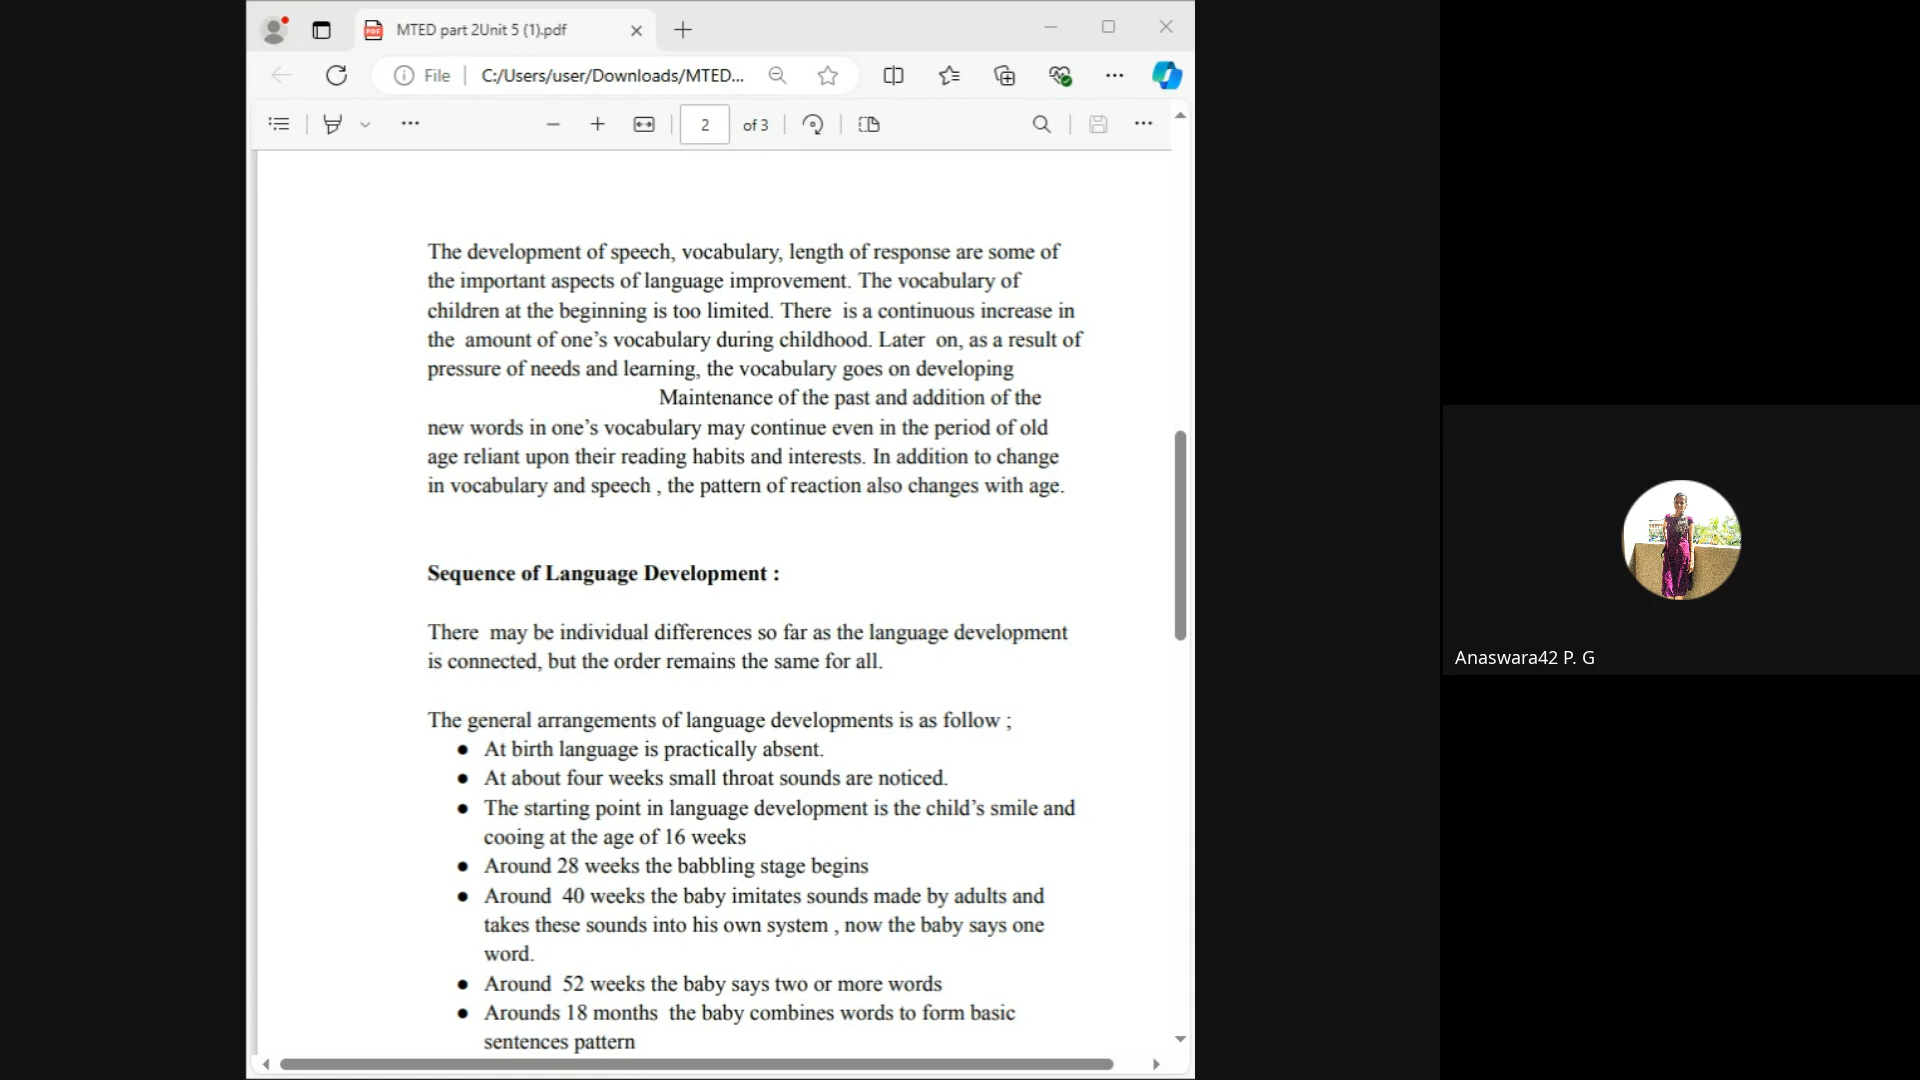 MTED part 2Unit 5 (1).pdf
File
C:/Users/user/Downloads/MTED...
2
of 3
The development of speech, vocabulary, length of response are some of
the important aspects of language improvement. The vocabulary of
children at the beginning is too limited. There  is a continuous increase in
the  amount of one's vocabulary during childhood. Later  on, as a result of
pressure of needs and learning, the vocabulary goes on developing
Maintenance of the past and addition of the
new words in one's vocabulary may continue even in the period of old
age reliant upon their reading habits and interests. In addition to change
in vocabulary and speech , the pattern of reaction also changes with age.
Sequence of Language Development :
There  may be individual differences so far as the language development
is connected, but the order remains the same for all.
The general arrangements of language developments is as follow ;
● At birth language is practically absent.
● At about four weeks small throat sounds are noticed.
● The starting point in language development is the child's smile and
cooing at the age of 16 weeks
● Around 28 weeks the babbling stage begins
● Around  40 weeks the baby imitates sounds made by adults and
takes these sounds into his own system , now the baby says one
word.
● Around  52 weeks the baby says two or more words
● Arounds 18 months  the baby combines words to form basic
sentences pattern
Anaswara42 P. G